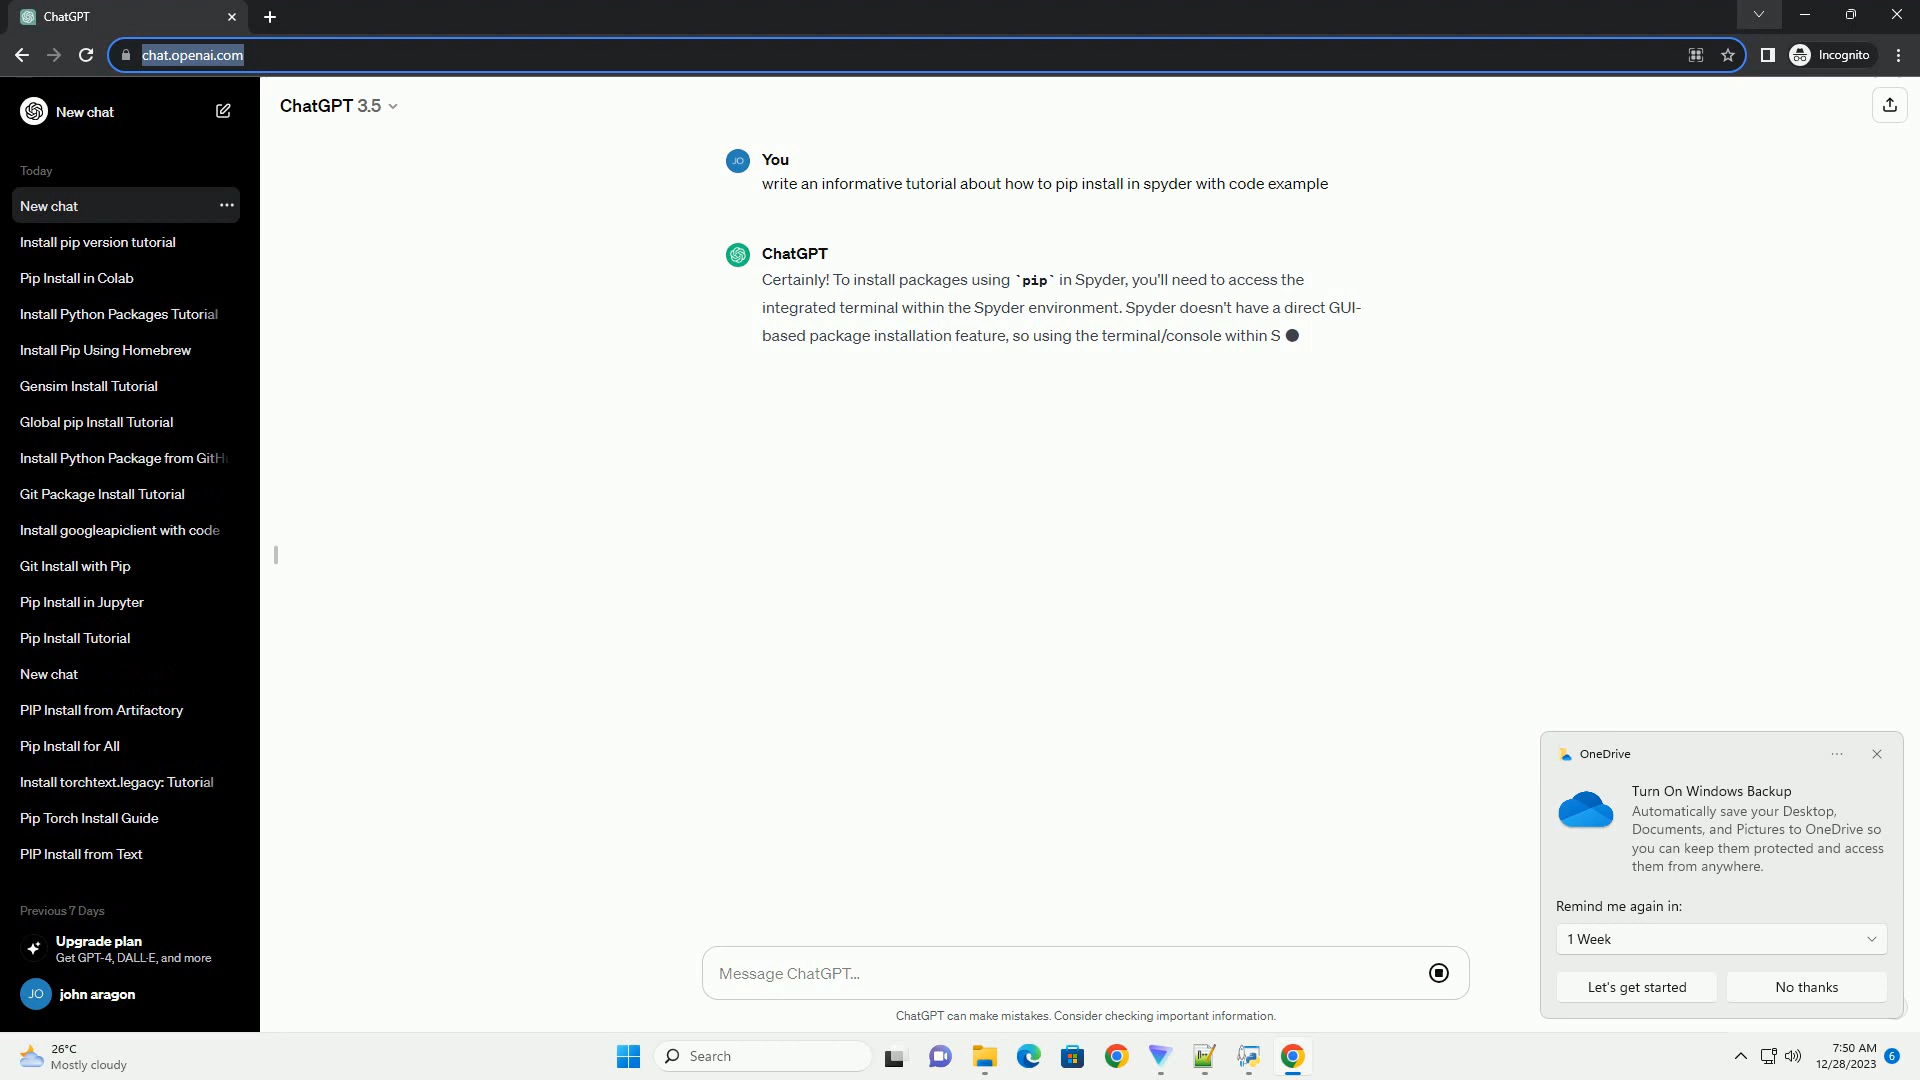 ChatGPT
chat.openai.com
Incognito
New chat
ChatGPT 3.5
Today
New chat
Install pip version tutorial
Pip Install in Colab
Install Python Packages Tutorial
Install Pip Using Homebrew
Gensim Install Tutorial
Global pip Install Tutorial
Install Python Package from GitH
Git Package Install Tutorial
Install googleapiclient with code
Git Install with Pip
Pip Install in Jupyter
Pip Install Tutorial
New chat
PIP Install from Artifactory
Pip Install for All
Install torchtext.legacy: Tutorial
Pip Torch Install Guide
PIP Install from Text
Previous 7 Days
Upgrade plan
Get GPT-4, DALL·E, and more
JO john aragon
JO You
write an informative tutorial about how to pip install in spyder with code example
ChatGPT
Certainly! To install packages using `pip` in Spyder, you'll need to access the
integrated terminal within the Spyder environment. Spyder doesn't have a direct GUI-
based package installation feature, so using the terminal/console within S
Message ChatGPT...
ChatGPT can make mistakes. Consider checking important information.
OneDrive
Turn On Windows Backup
Automatically save your Desktop,
Documents, and Pictures to OneDrive so
you can keep them protected and access
them from anywhere.
Remind me again in:
1 Week
Let's get started
No thanks
26°C
Mostly cloudy
Search
7:50 AM
12/28/2023
6